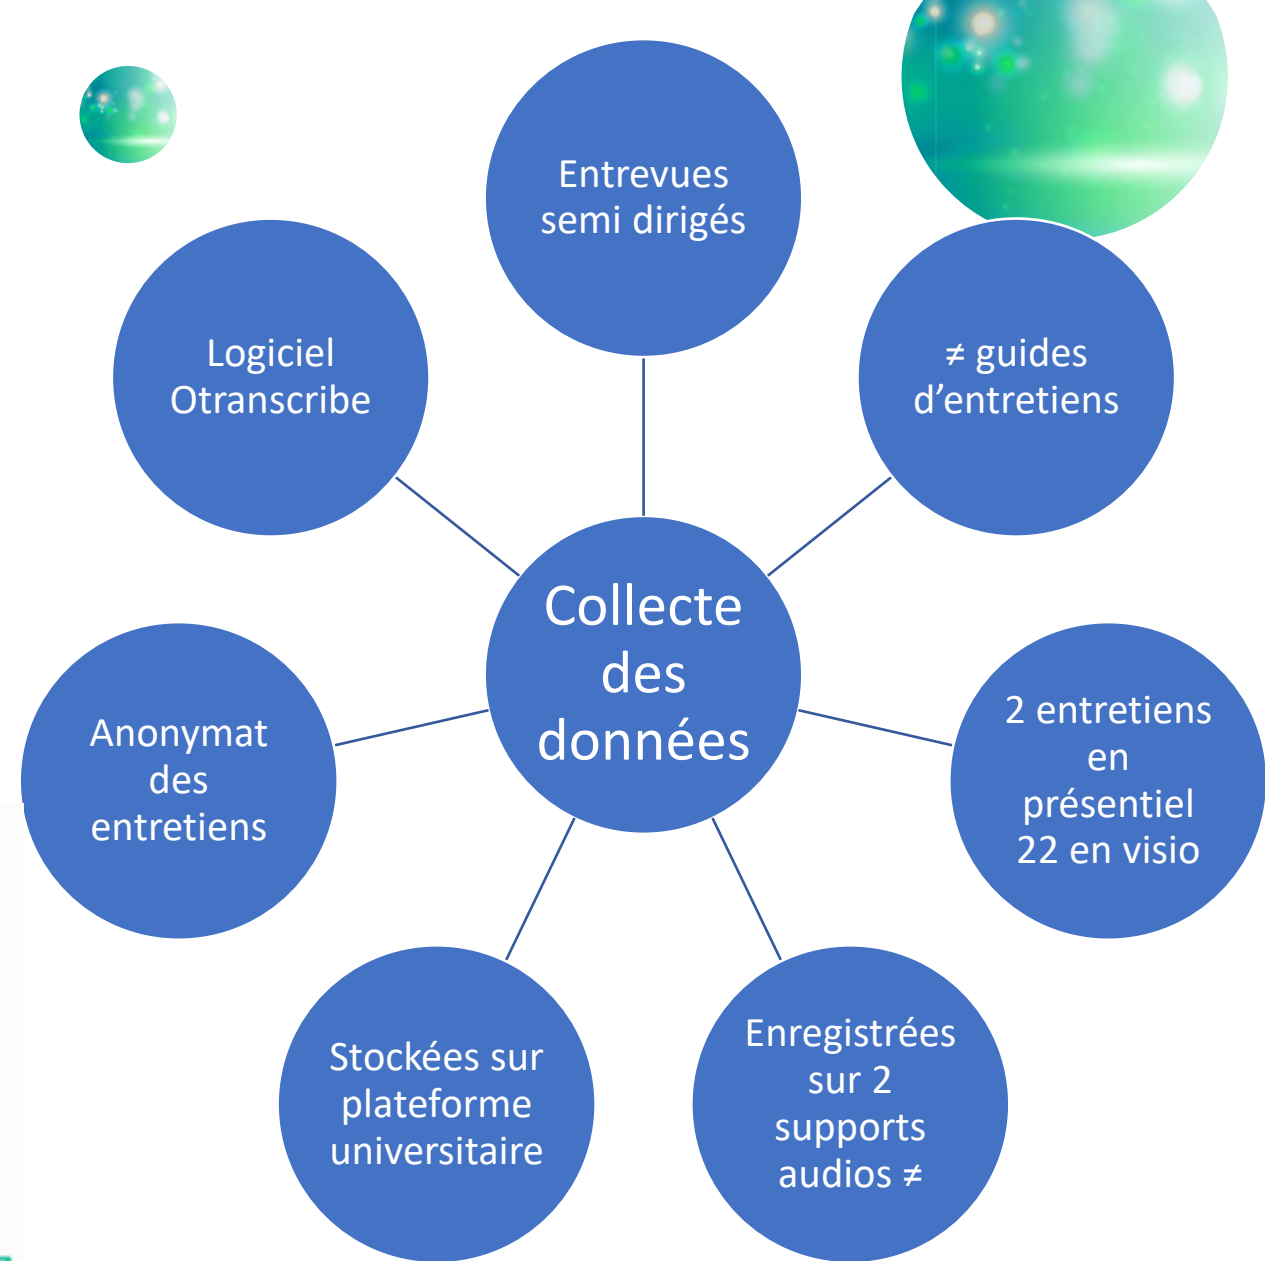 Entrevues
semi dirigés
≠ guides
d’entretiens
2 entretiens
en
présentiel
22 en visio
Enregistrées
sur 2
supports
audios ≠
Stockées sur
plateforme
universitaire
Anonymat
des
entretiens
Logiciel
Otranscribe
Collecte
des
données